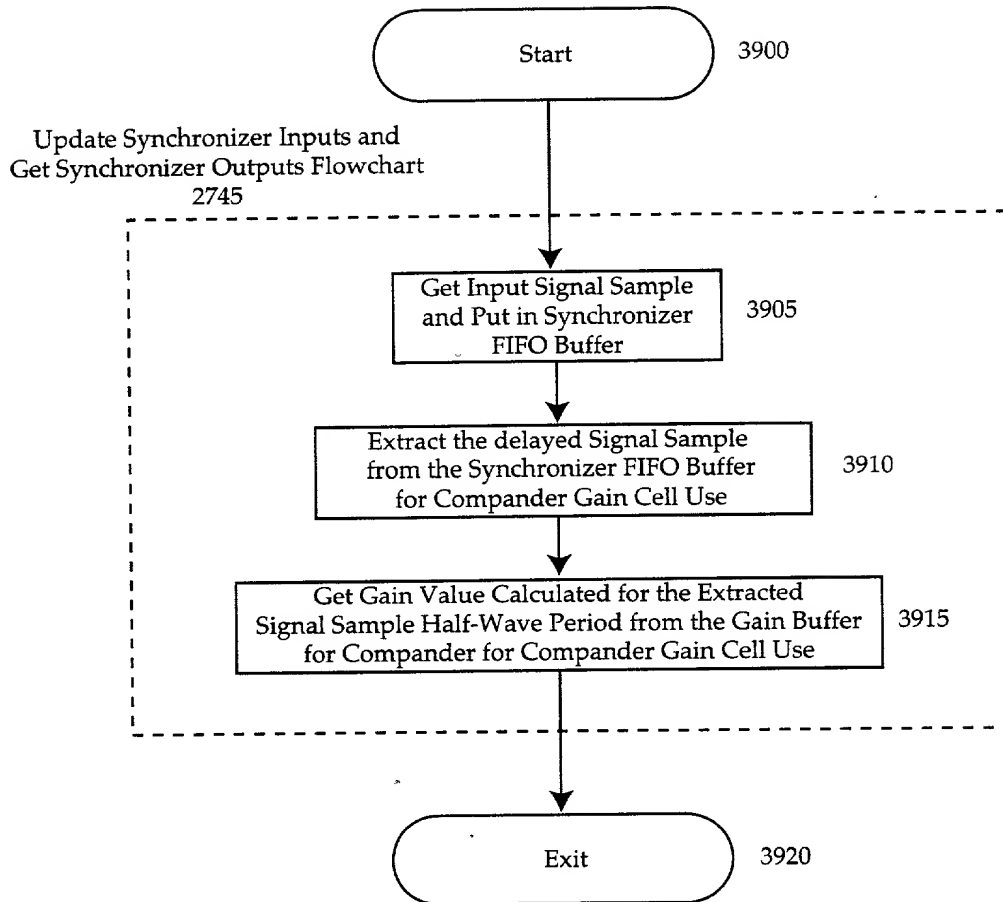 Start
3900
Update Synchronizer Inputs and
Get Synchronizer Outputs Flowchart
2745
Get Input Signal Sample
and Put in Synchronizer
FIFO Buffer
3905
Extract the delayed Signal Sample
from the Synchronizer FIFO Buffer
for Compander Gain Cell Use
3910
Get Gain Value Calculated for the Extracted
Signal Sample Half-Wave Period from the Gain Buffer
for Compander for Compander Gain Cell Use
3915
Exit
3920